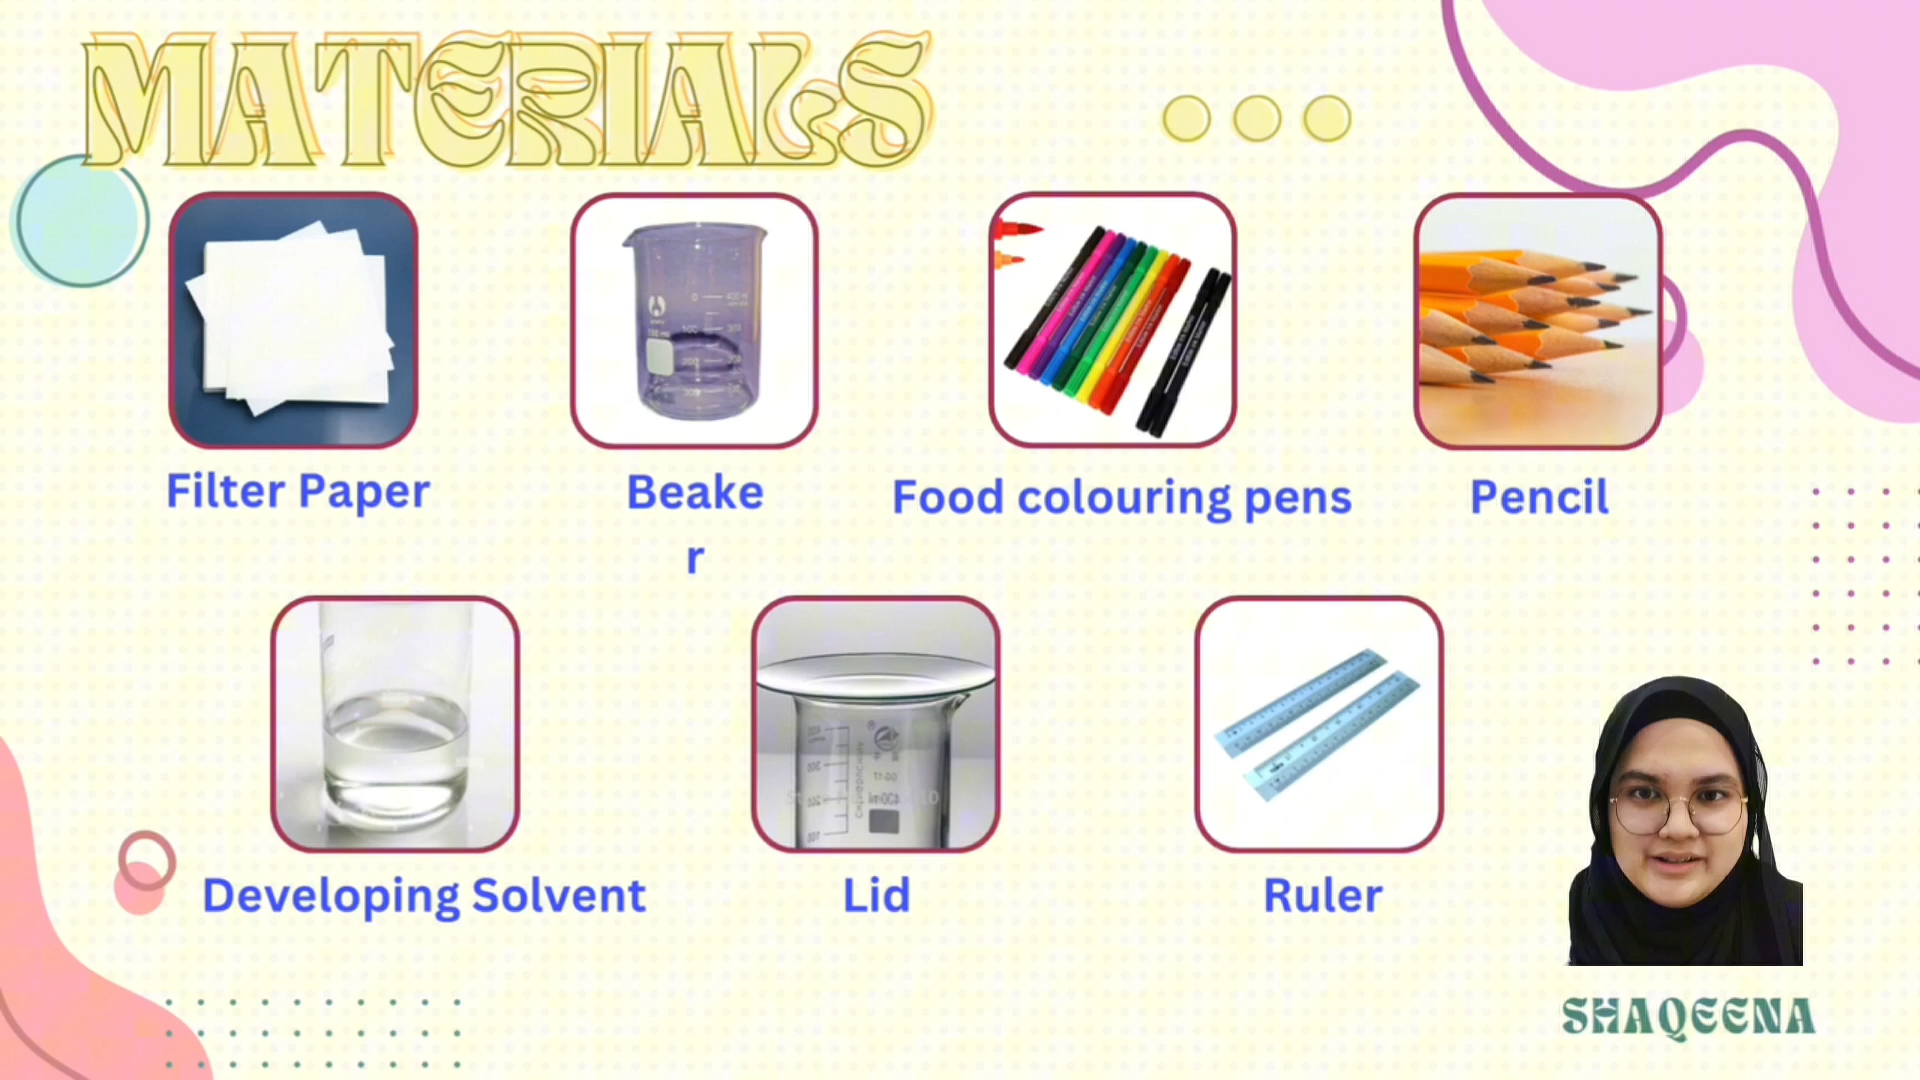 MATERIALS
Filter Paper
Beake
r
Food colouring pens
Pencil
Developing Solvent
Lid
Ruler
SHAQEENA